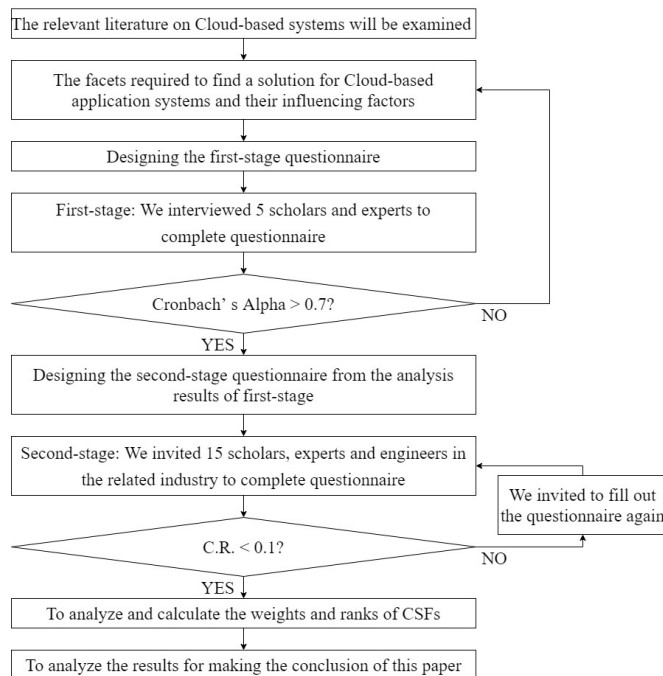 The relevant literature on Cloud-based systems will be examined
The facets required to find a solution for Cloud-based
application systems and their influencing factors
Designing the first-stage questionnaire
First-stage: We interviewed 5 scholars and experts to
complete questionnaire
Cronbach' s Alpha > 0.7?
NO
YES
Designing the second-stage questionnaire from the analysis
results of first-stage
Second-stage: We invited 15 scholars, experts and engineers in
the related industry to complete questionnaire
We invited to fill out
the questionnaire again
C.R. < 0.1?
NO
YES
To analyze and calculate the weights and ranks of CSFs
To analyze the results for making the conclusion of this paper